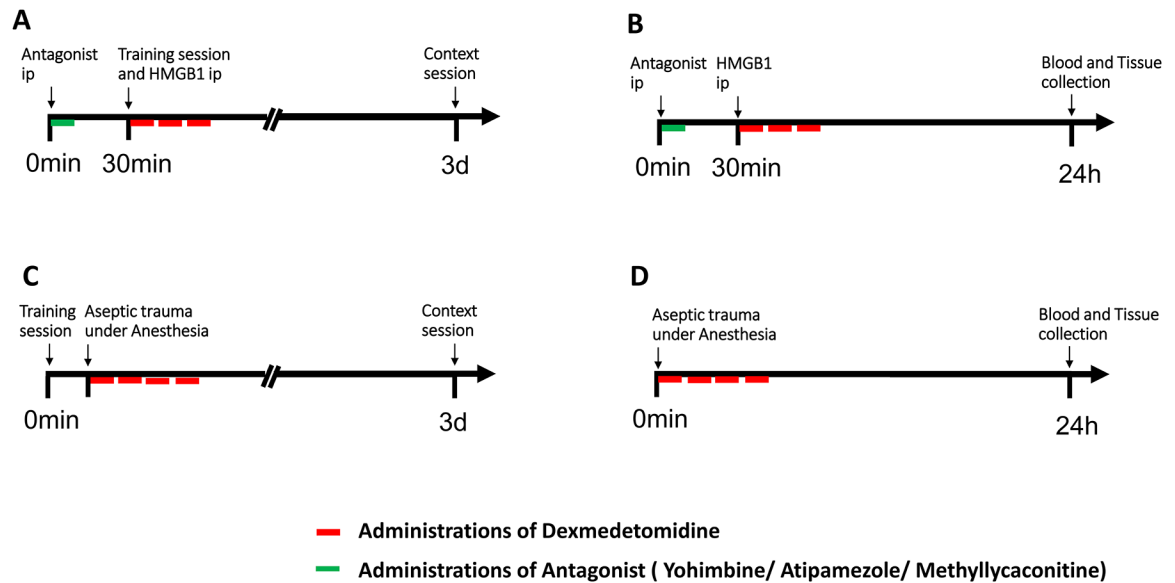 A
Antagonist
ip
Training session
and HMGB1 ip
Context
session
0min
30min
3d
B
Antagonist
ip
HMGB1
ip
Blood and Tissue
collection
0min
30min
24h
C
Training
session
Aseptic trauma
under Anesthesia
Context
session
0min
3d
D
Aseptic trauma
under Anesthesia
Blood and Tissue
collection
0min
24h
Administrations of Dexmedetomidine
Administrations of Antagonist ( Yohimbine/ Atipamezole/ Methyllycaconitine)